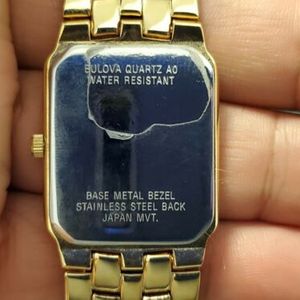 BULOVA QUARTZ A0
WATER RESISTANT
BASE METAL BEZEL
STAINLESS STEEL BACK
JAPAN MVT.